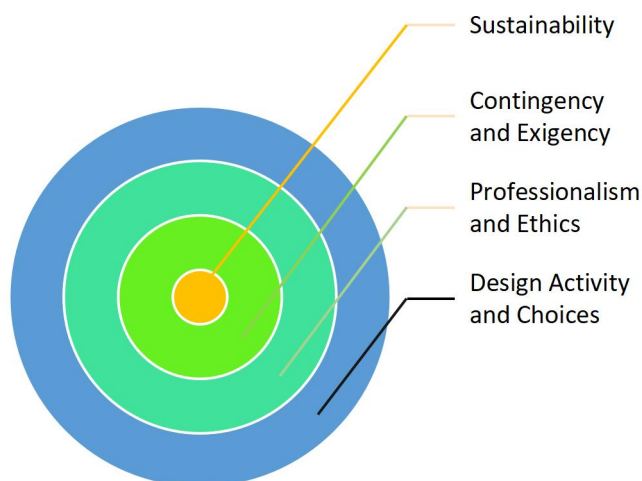 Sustainability
Contingency
and Exigency
Professionalism
and Ethics
Design Activity
and Choices